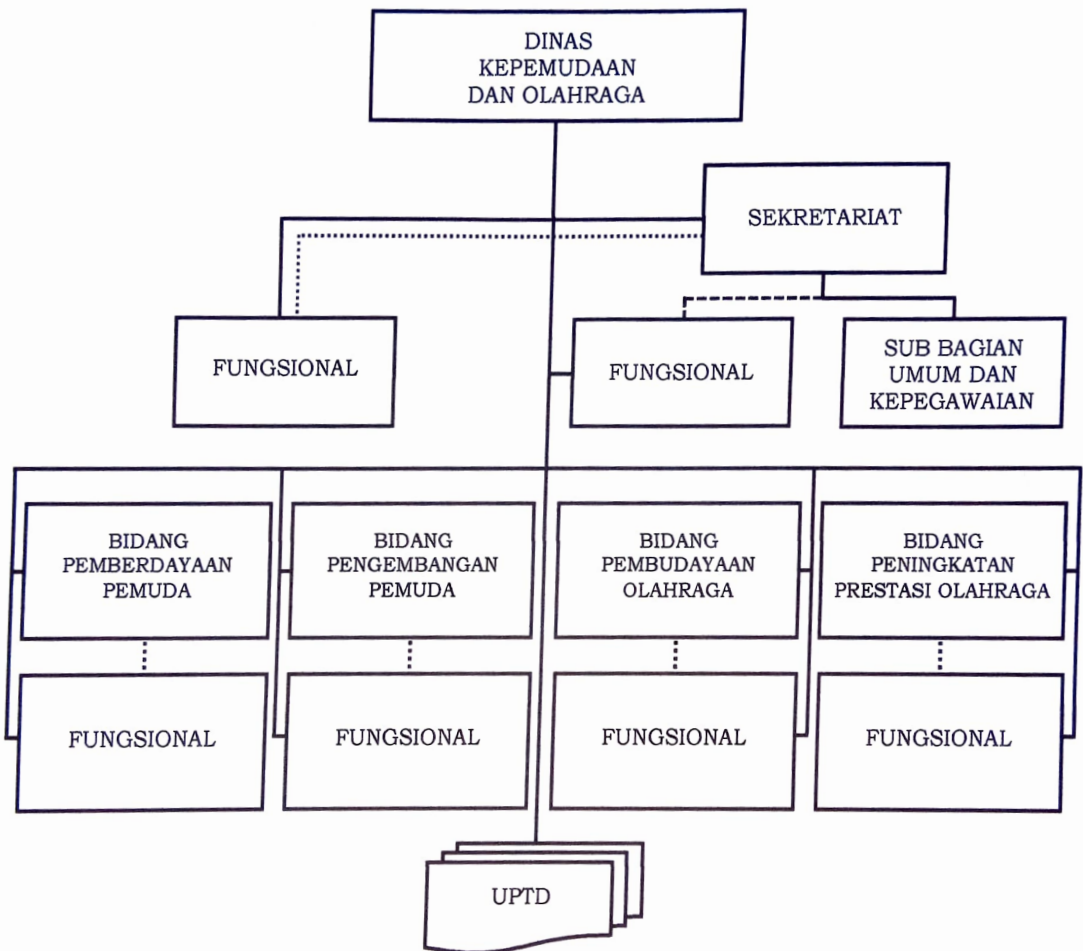 DINAS
KEPEMUDAAN
DAN OLAHRAGA
SEKRETARIAT
FUNGSIONAL
FUNGSIONAL
SUB BAGIAN
UMUM DAN
KEPEGAWAIAN
BIDANG
PEMBERDAYAAN
PEMUDA
BIDANG
PENGEMBANGAN
PEMUDA
BIDANG
PEMBUDAYAAN
OLAHRAGA
BIDANG
PENINGKATAN
PRESTASI OLAHRAGA
FUNGSIONAL
FUNGSIONAL
FUNGSIONAL
FUNGSIONAL
UPTD